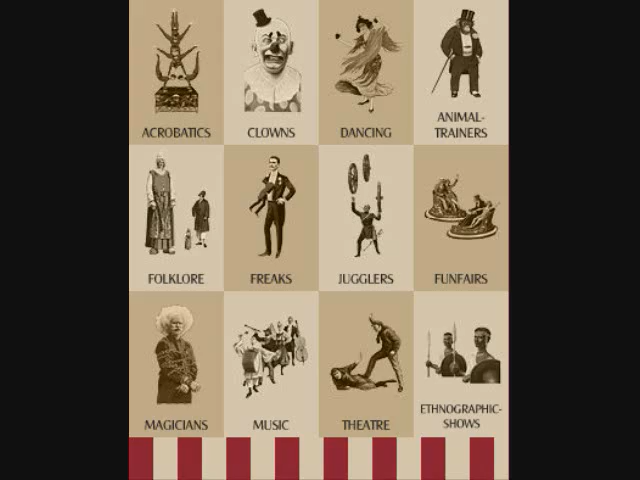 ACROBATICS
CLOWNS
DANCING
ANIMAL-
TRAINERS
FOLKLORE
FREAKS
JUGGLERS
FUNFAIRS
MAGICIANS
MUSIC
THEATRE
ETHNOGRAPHIC-
SHOWS